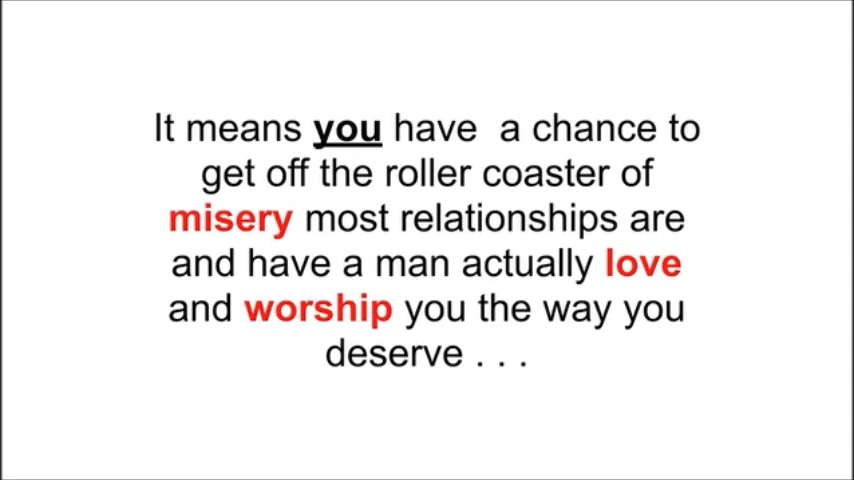 It means you have  a chance to
get off the roller coaster of
misery most relationships are
and have a man actually love
and worship you the way you
deserve . . .